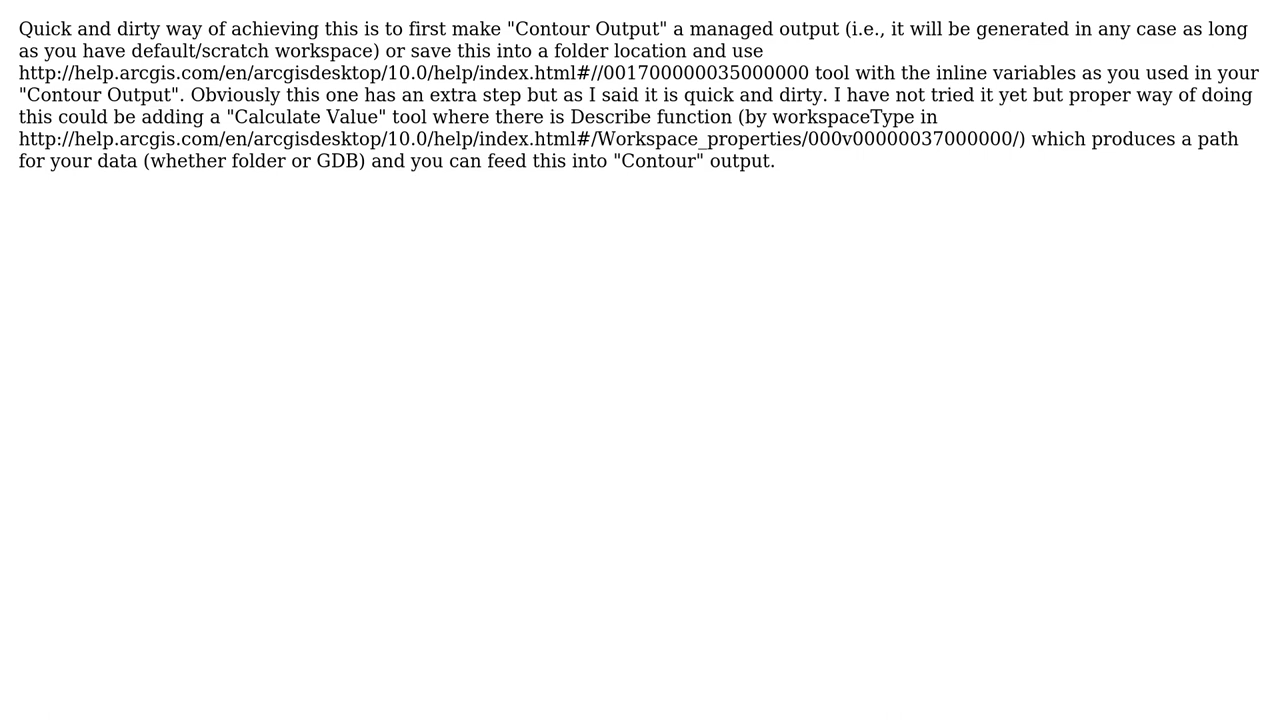 Quick and dirty way of achieving this is to first make "Contour Output" a managed output (i.e., it will be generated in any case as long
as you have default/scratch workspace) or save this into a folder location and use
http://help.arcgis.com/en/arcgisdesktop/10.0/help/index.html#//001700000035000000 tool with the inline variables as you used in your
"Contour Output". Obviously this one has an extra step but as I said it is quick and dirty. I have not tried it yet but proper way of doing
this could be adding a "Calculate Value" tool where there is Describe function (by workspaceType in
http://help.arcgis.com/en/arcgisdesktop/10.0/help/index.html#/Workspace_properties/000v00000037000000/) which produces a path
for your data (whether folder or GDB) and you can feed this into "Contour" output.